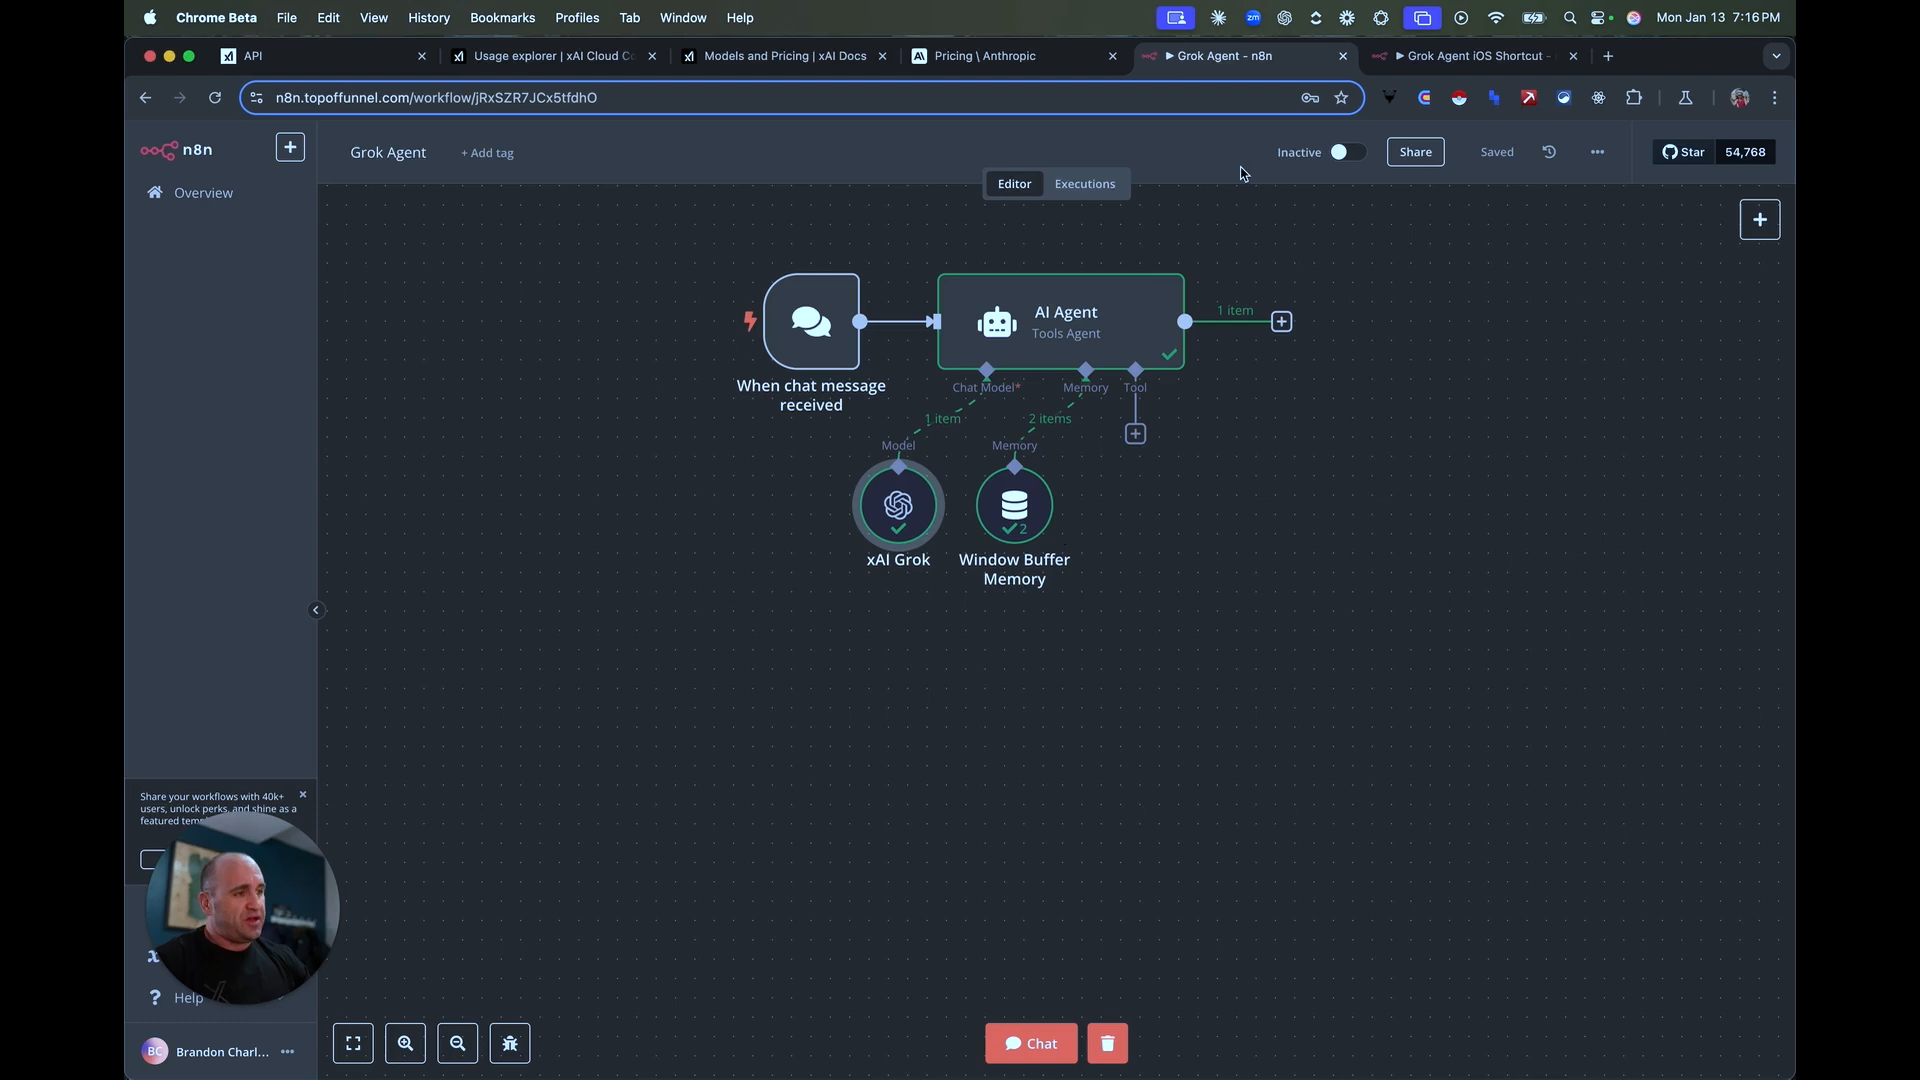 Chrome Beta File Edit View History Bookmarks Profiles Tab Window Help
zm
Mon Jan 13 7:16 PM
API
Usage explorer | xAI Cloud Co
Models and Pricing | xAI Docs
Pricing \ Anthropic
Grok Agent - n8n
Grok Agent iOS Shortcut -
n8n.topoffunnel.com/workflow/jRxSZR7JCx5tfdhO
n8n
Grok Agent
+ Add tag
Inactive
Share
Saved
Star
54,768
Overview
Editor
Executions
AI Agent
Tools Agent
1 item
When chat message
received
Chat Model*
Memory
Tool
1 item
2 items
Model
Memory
2
xAI Grok
Window Buffer
Memory
Share your workflows with 40k+
users, unlock perks, and shine as a
featured
Help
BC
Brandon Charl...
Chat